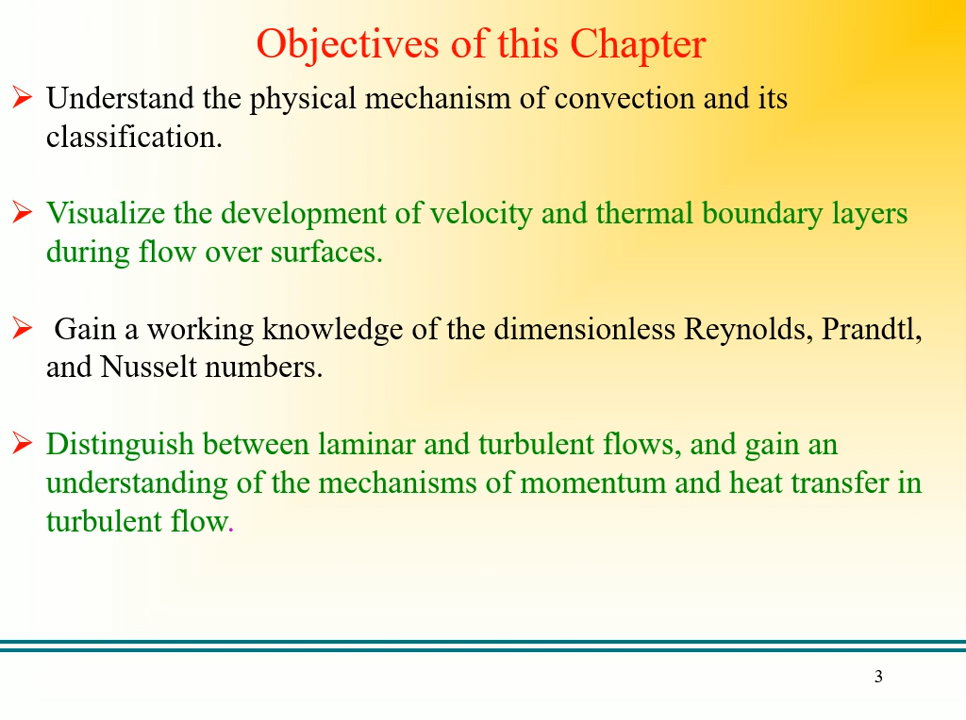 Objectives of this Chapter
➢ Understand the physical mechanism of convection and its
classification.
➢ Visualize the development of velocity and thermal boundary layers
during flow over surfaces.
➢ Gain a working knowledge of the dimensionless Reynolds, Prandtl,
and Nusselt numbers.
➢ Distinguish between laminar and turbulent flows, and gain an
understanding of the mechanisms of momentum and heat transfer in
turbulent flow.
3